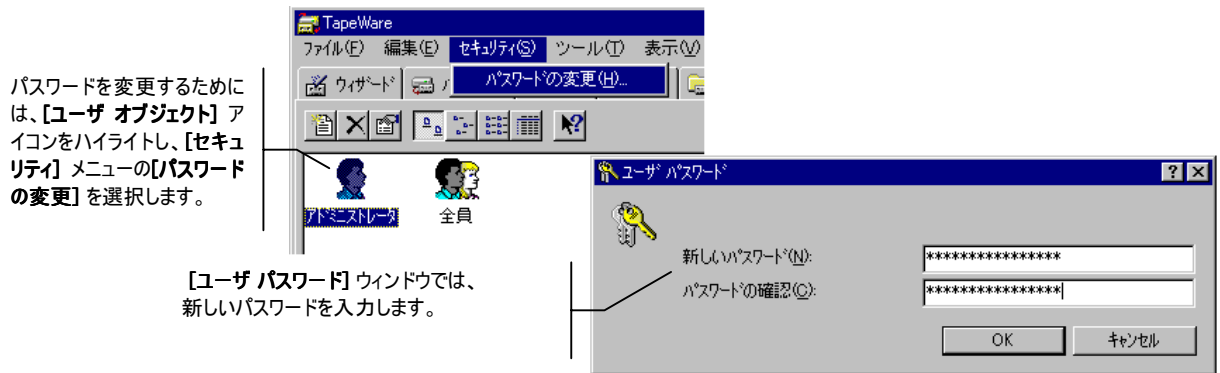 TapeWare
ファイル(F) 編集(E) セキュリティ(S) ツール(T) 表示(V)
ウィザード
パスワードの変更(H)...
パスワードを変更するために
は、[ユーザ オブジェクト] ア
イコンをハイライトし、[セキュ
リティ] メニューの[パスワード
の変更] を選択します。
アドミニストレータ 全員
[ユーザ パスワード] ウィンドウでは、
新しいパスワードを入力します。
ユーザ パスワード
新しいパスワード(N): ****************
パスワードの確認(C): ****************
OK キャンセル